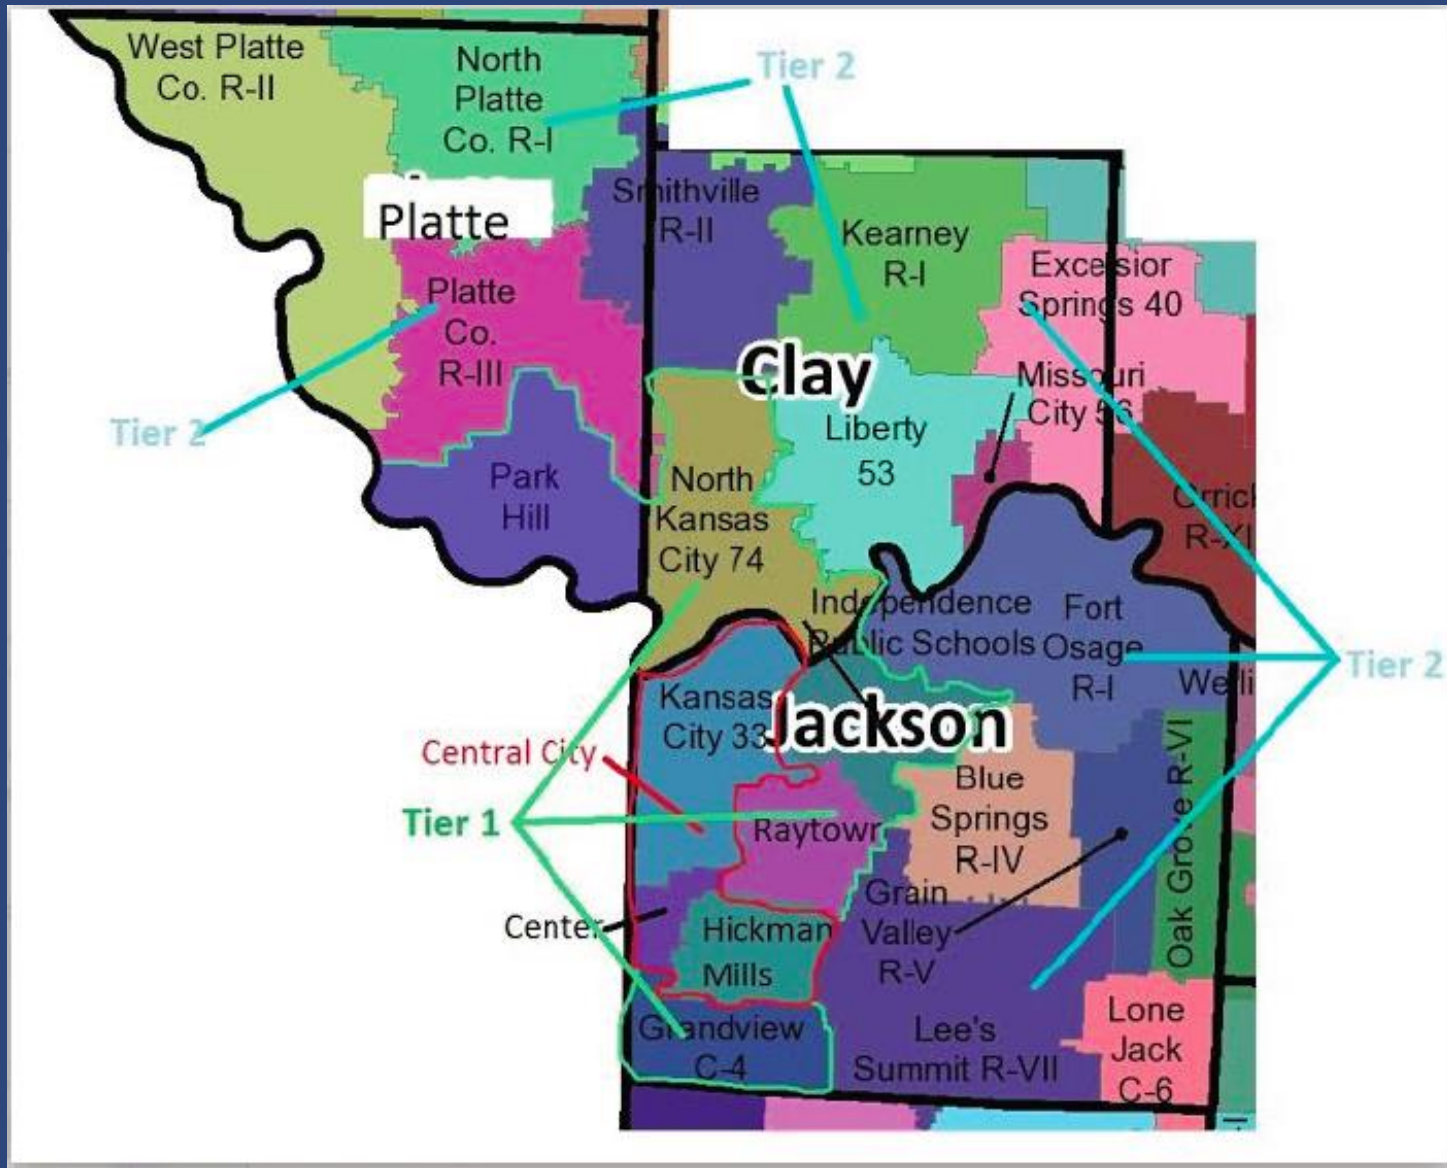 West Platte
Co. R-II
North
Platte
Co. R-I
Tier 2
Platte
Smithville
R-II
Kearney
R-I
Excelsior
Springs 40
Platte
Co.
R-III
Clay
Missouri
City 56
Tier 2
Liberty
53
Park
Hill
North
Kansas
City 74
Orrick
R-XI
Independence
Public Schools
Fort
Osage
R-I
Tier 2
Welli
Kansas
City 33
Jackson
Central City
Oak Grove R-VI
Blue
Springs
R-IV
Tier 1
Raytown
Grain
Valley
R-V
Center
Hickman
Mills
Grandview
C-4
Lee's
Summit R-VII
Lone
Jack
C-6